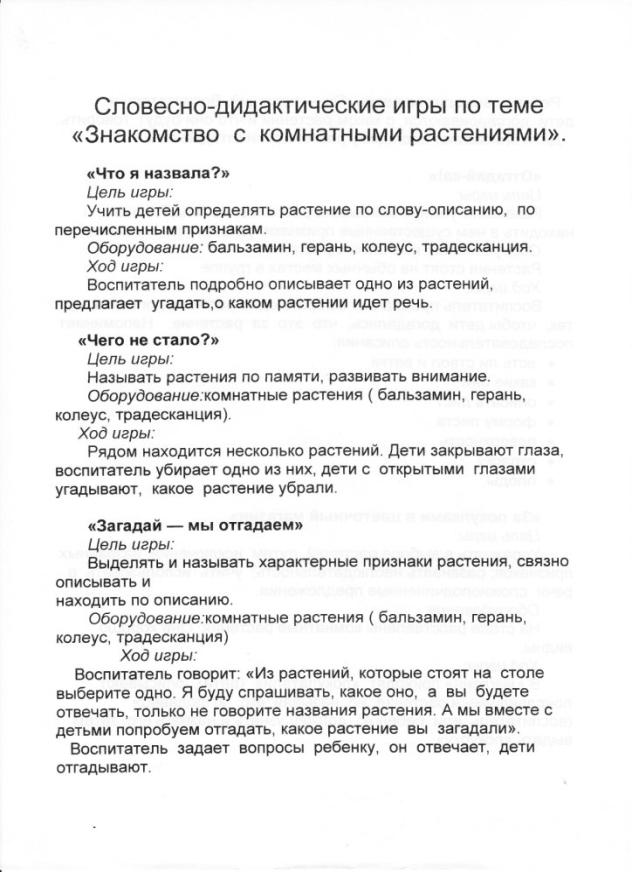 Словесно-дидактические игры по теме
«Знакомство с комнатными растениями».
«Что я назвала?»
Цель игры:
Учить детей определять растение по слову-описанию, по
перечисленным признакам.
Оборудование: бальзамин, герань, колеус, традесканция.
Ход игры:
Воспитатель подробно описывает одно из растений,
предлагает угадать,о каком растении идет речь.
«Чего не стало?»
Цель игры:
Называть растения по памяти, развивать внимание.
Оборудование:комнатные растения ( бальзамин, герань,
колеус, традесканция).
Ход игры:
Рядом находится несколько растений. Дети закрывают глаза,
воспитатель убирает одно из них, дети с открытыми глазами
угадывают, какое растение убрали.
«Загадай — мы отгадаем»
Цель игры:
Выделять и называть характерные признаки растения, связно
описывать и
находить по описанию.
Оборудование:комнатные растения ( бальзамин, герань,
колеус, традесканция)
Ход игры:
Воспитатель говорит: «Из растений, которые стоят на столе
выберите одно. Я буду спрашивать, какое оно, а вы будете
отвечать, только не говорите названия растения. А мы вместе с
детьми попробуем отгадать, какое растение вы загадали».
Воспитатель задает вопросы ребенку, он отвечает, дети
отгадывают.